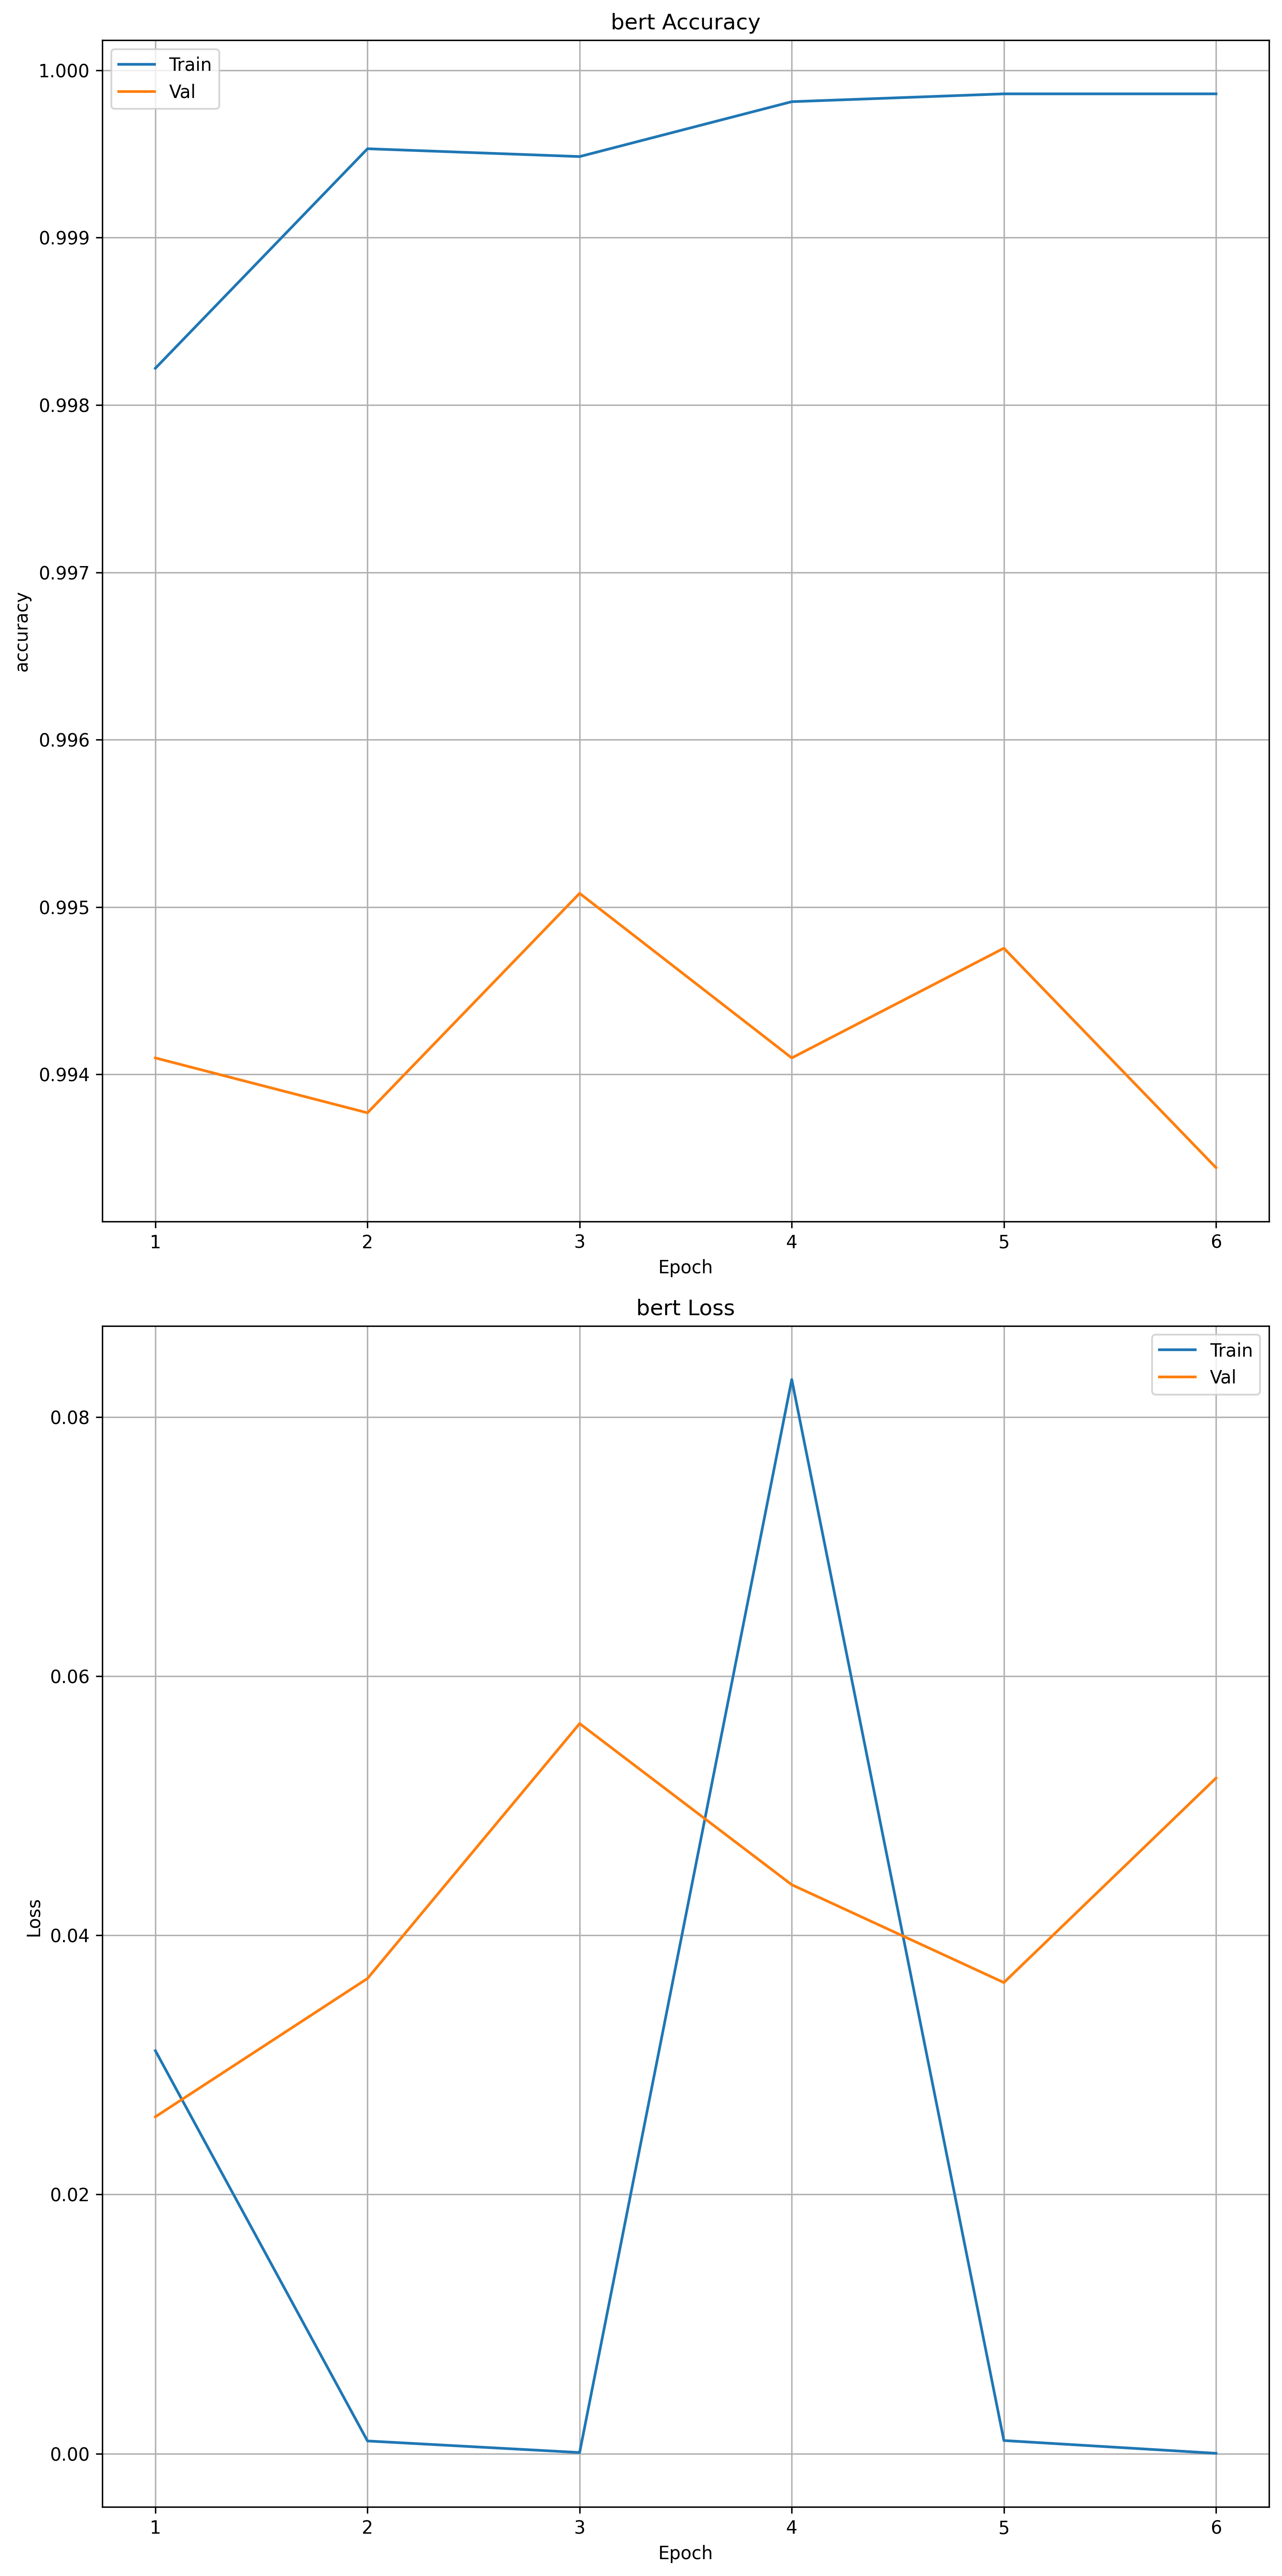 bert Accuracy
Train
Val
1.000
0.999
0.998
0.997
0.996
0.995
0.994
accuracy
1 2 3 4 5 6
Epoch
bert Loss
Train
Val
0.08
0.06
0.04
0.02
0.00
Loss
1 2 3 4 5 6
Epoch